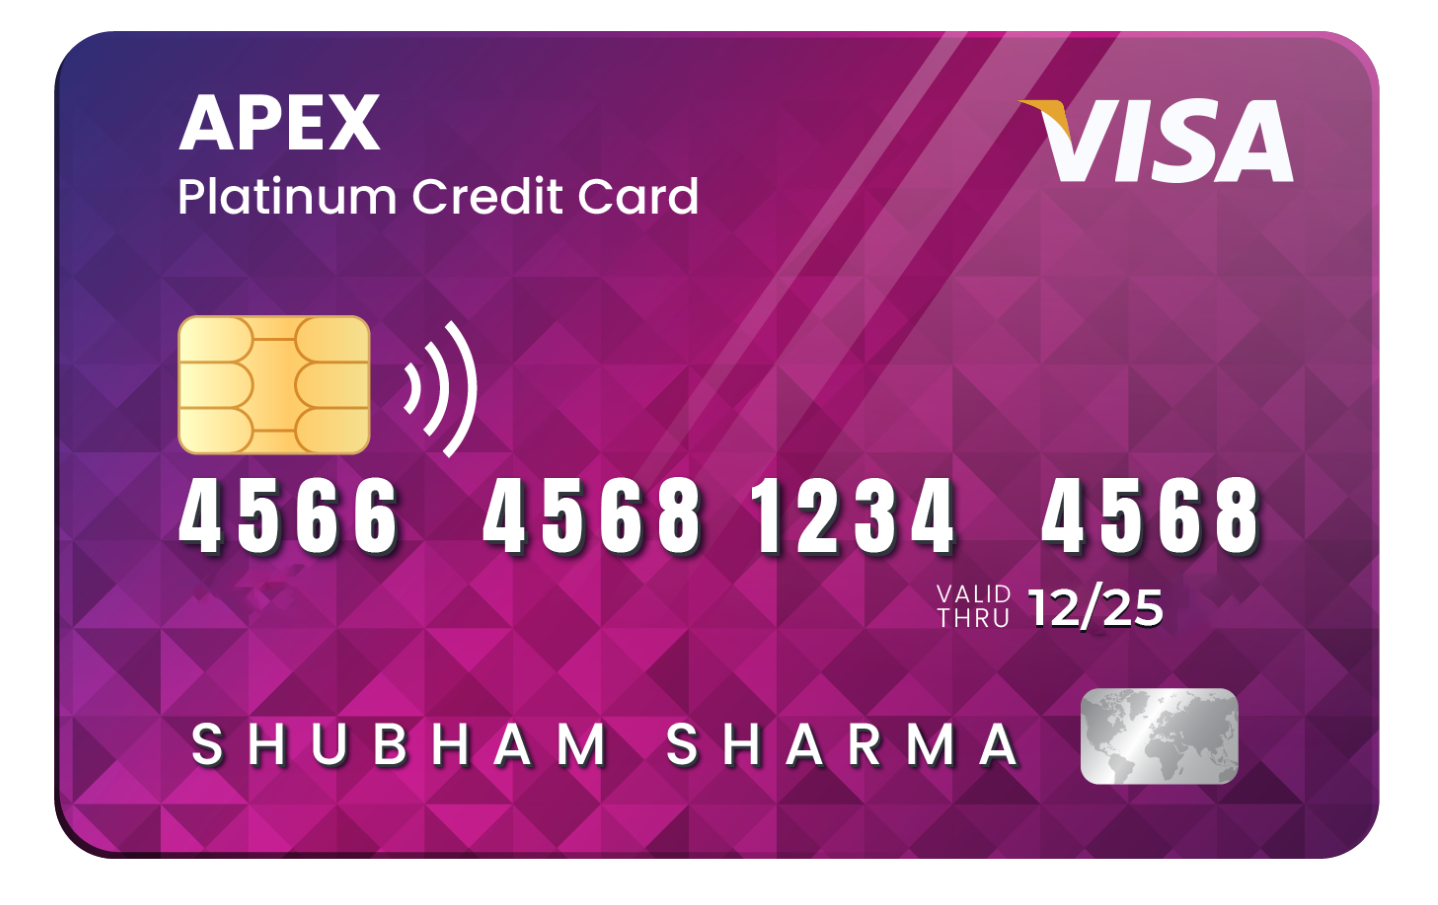 APEX
VISA
Platinum Credit Card
4566 4568 1234 4568
VALID THRU 12/25
SHUBHAM SHARMA